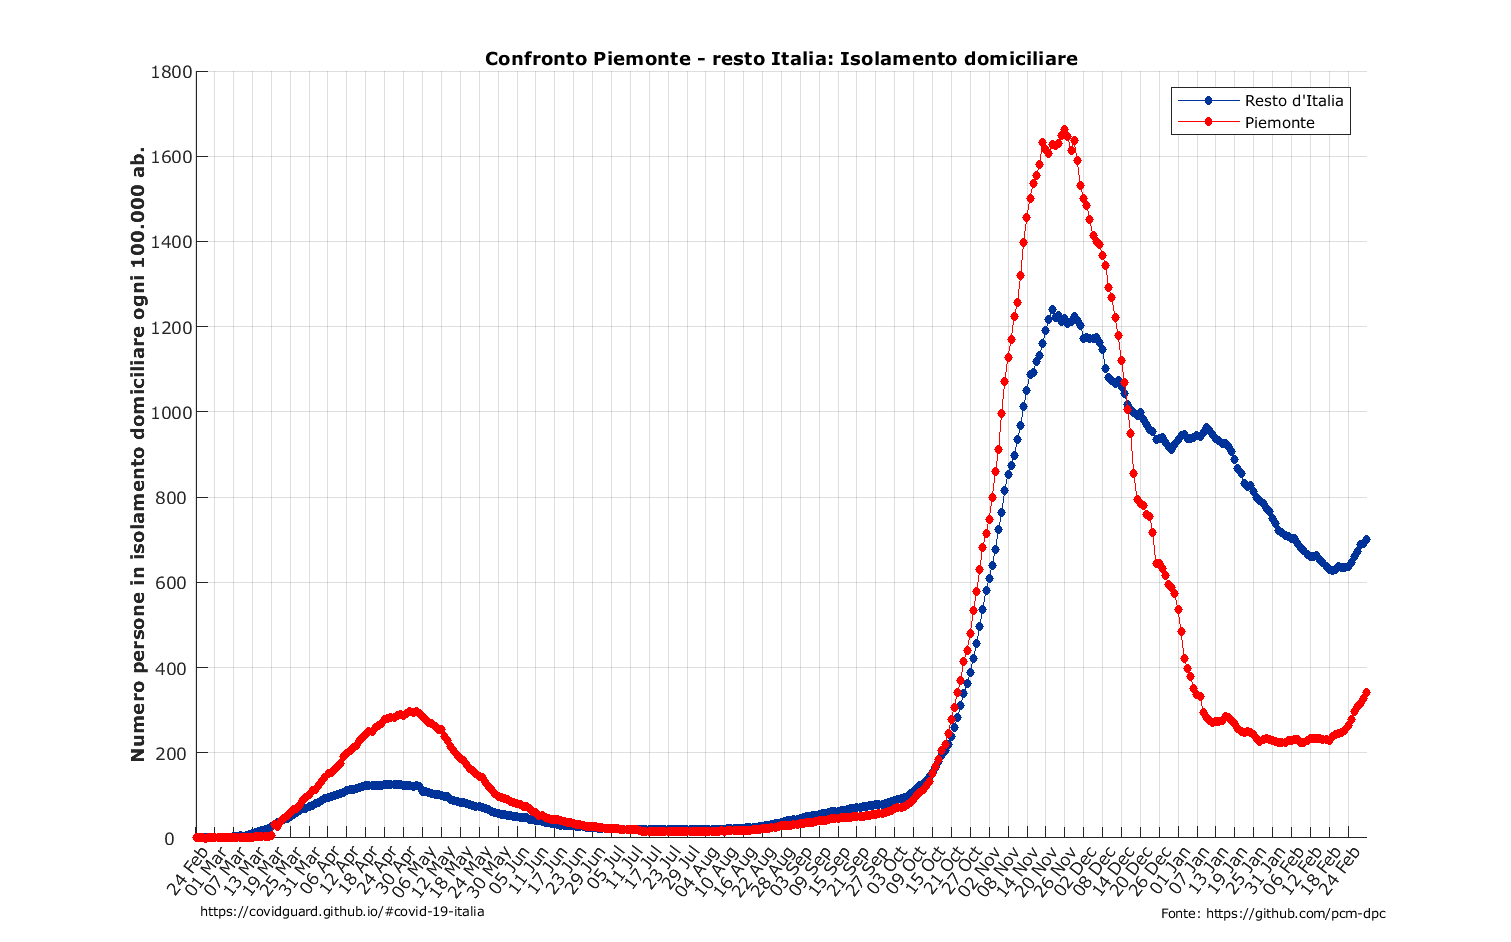 Confronto Piemonte - resto Italia: Isolamento domiciliare
Numero persone in isolamento domiciliare ogni 100.000 ab.
1800
1600
1400
1200
1000
800
600
400
200
0
Resto d'Italia
Piemonte
24 Feb
01 Mar
07 Mar
13 Mar
19 Mar
25 Mar
31 Mar
06 Apr
12 Apr
18 Apr
24 Apr
30 Apr
06 May
12 May
18 May
24 May
30 May
05 Jun
11 Jun
17 Jun
23 Jun
29 Jun
05 Jul
11 Jul
17 Jul
23 Jul
29 Jul
04 Aug
10 Aug
16 Aug
22 Aug
28 Aug
03 Sep
09 Sep
15 Sep
21 Sep
27 Sep
03 Oct
09 Oct
15 Oct
21 Oct
27 Oct
02 Nov
08 Nov
14 Nov
20 Nov
26 Nov
02 Dec
08 Dec
14 Dec
20 Dec
26 Dec
01 Jan
07 Jan
13 Jan
19 Jan
25 Jan
31 Jan
06 Feb
12 Feb
18 Feb
24 Feb
https://covidguard.github.io/#covid-19-italia
Fonte: https://github.com/pcm-dpc